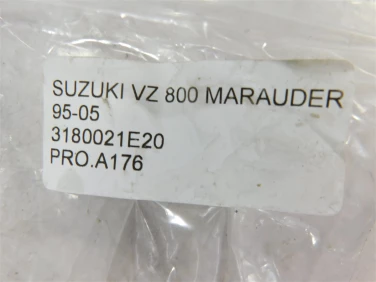 SUZUKI VZ 800 MARAUDER
95-05
3180021E20
PRO.A176